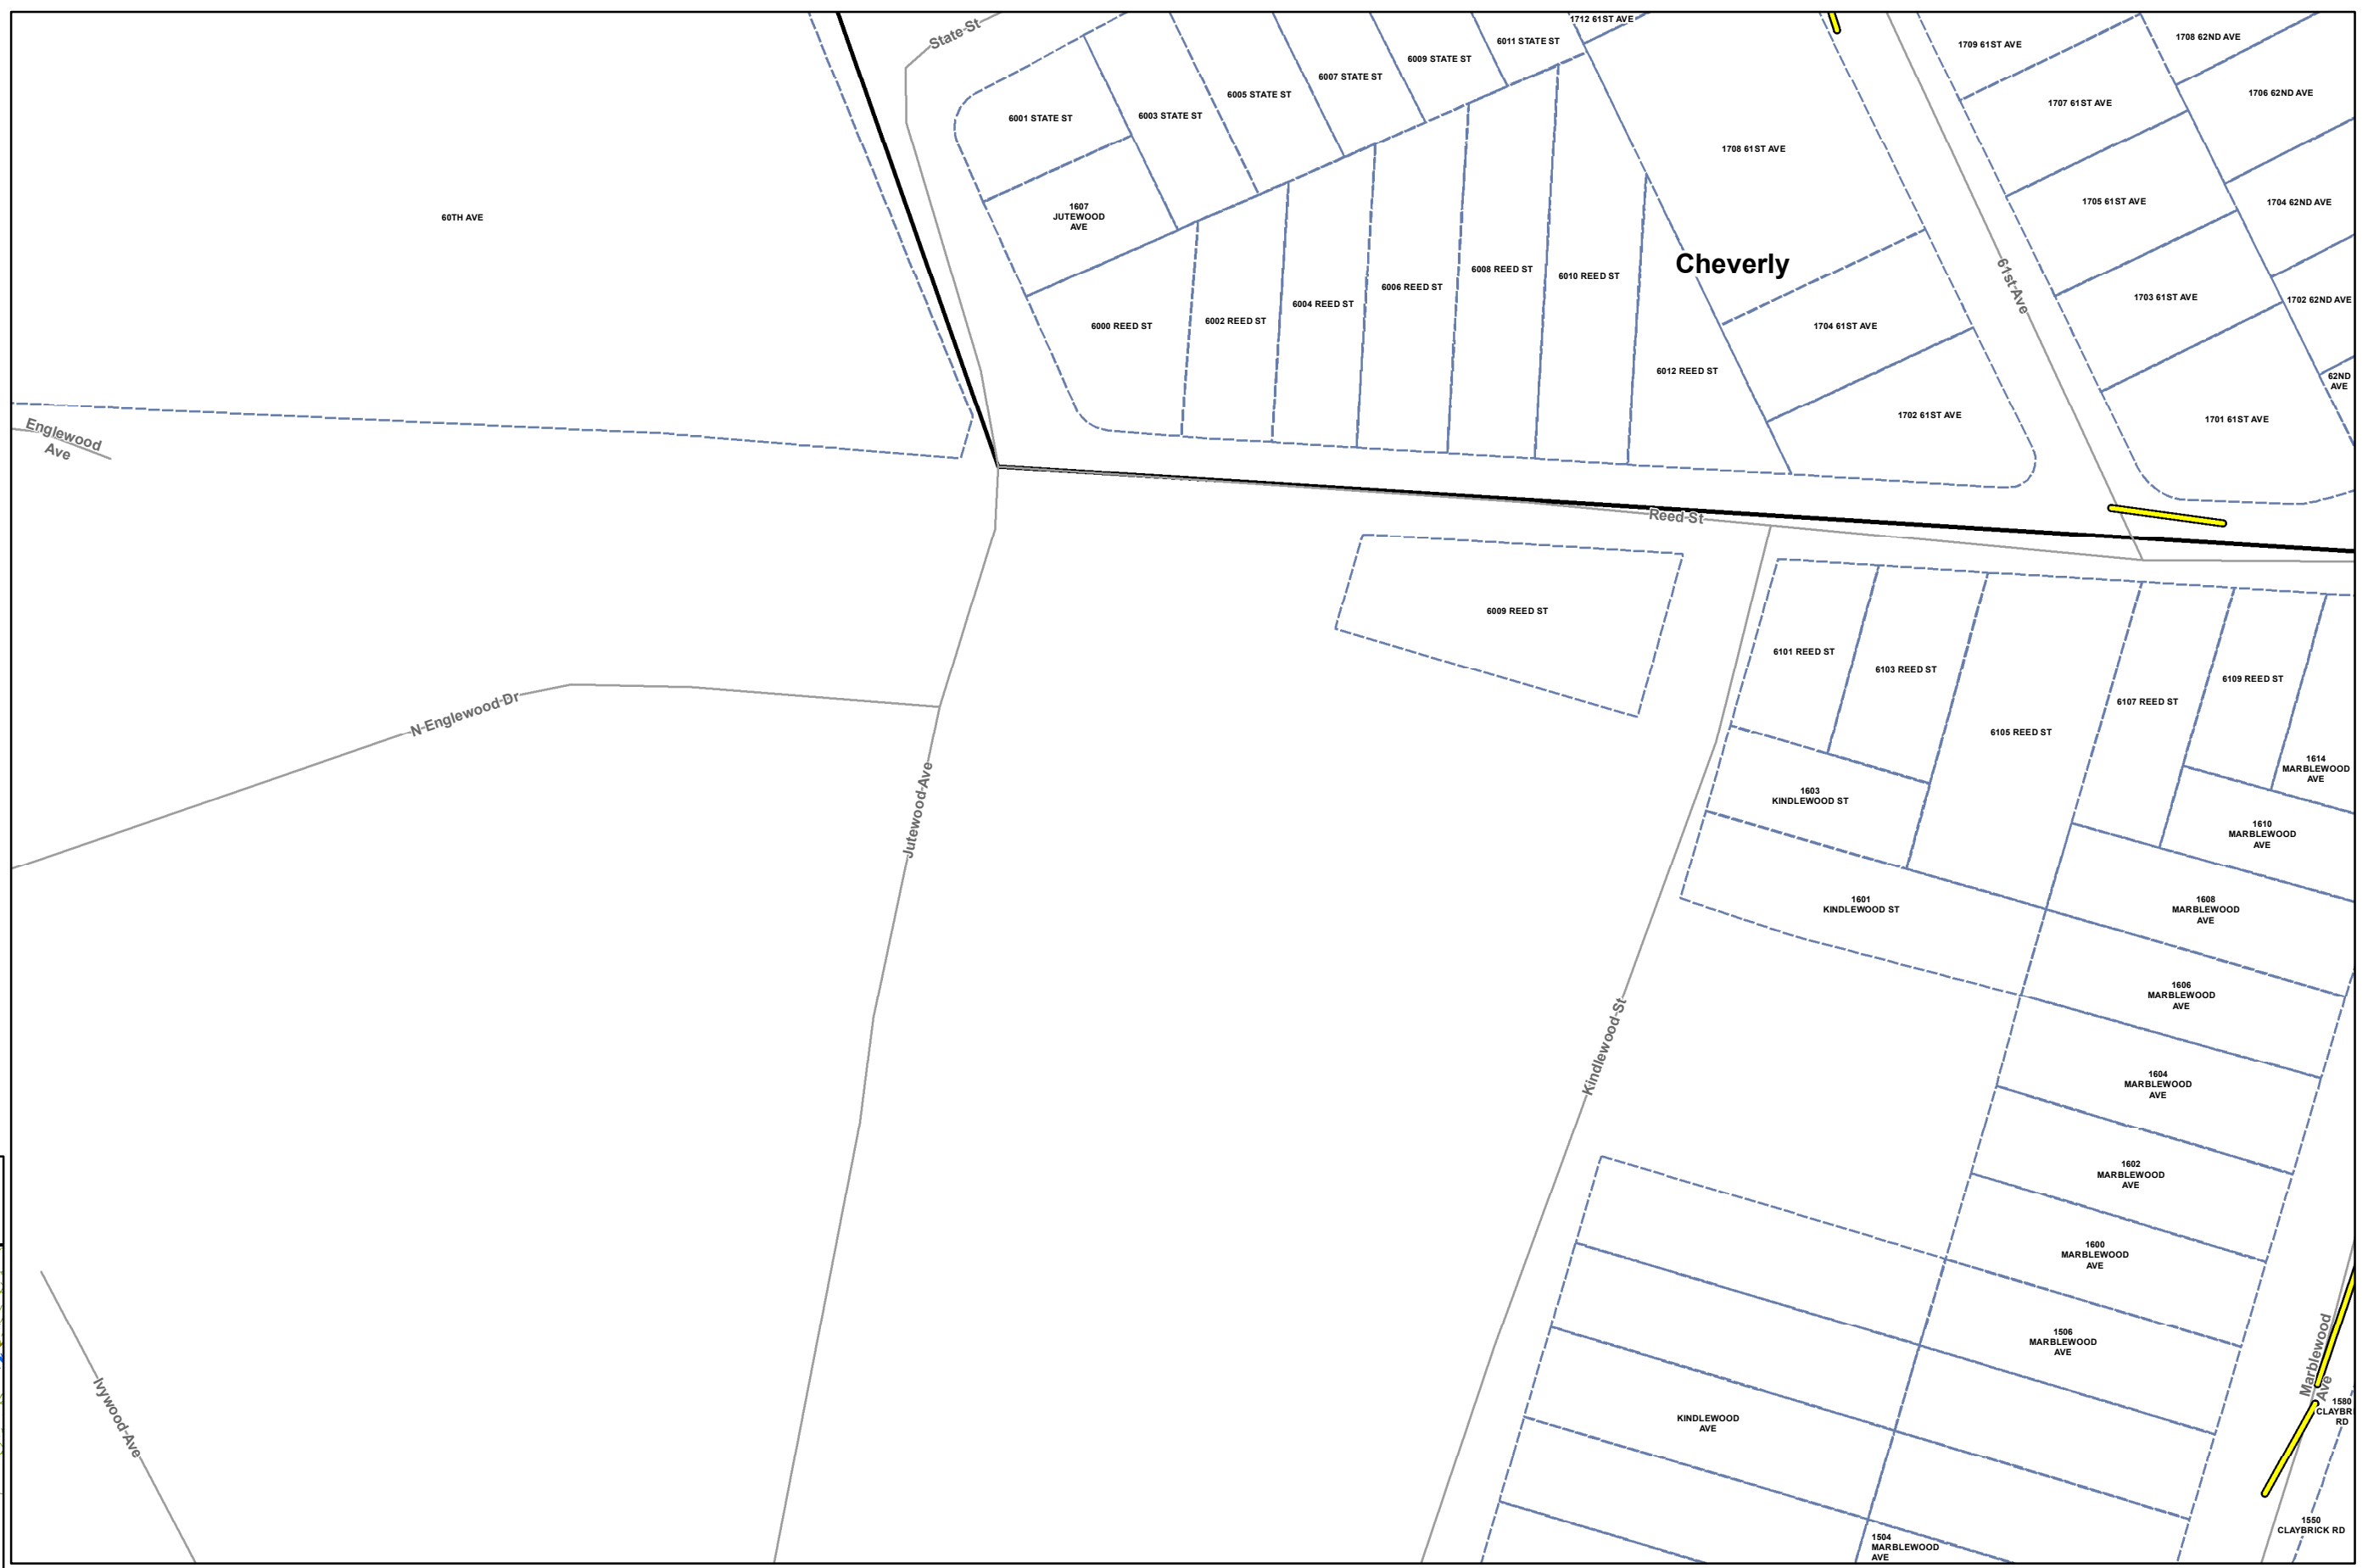 State St
1712 61ST AVE
6011 STATE ST
6009 STATE ST
6007 STATE ST
6005 STATE ST
6003 STATE ST
6001 STATE ST
1709 61ST AVE
1708 62ND AVE
1707 61ST AVE
1706 62ND AVE
1708 61ST AVE
1705 61ST AVE
1704 62ND AVE
60TH AVE
1607
JUTEWOOD
AVE
Cheverly
61st Ave
6010 REED ST
6008 REED ST
6006 REED ST
6004 REED ST
6002 REED ST
6000 REED ST
1703 61ST AVE
1702 62ND AVE
1704 61ST AVE
6012 REED ST
62ND
AVE
1702 61ST AVE
1701 61ST AVE
Englewood
Ave
Reed St
6009 REED ST
6101 REED ST
6103 REED ST
6105 REED ST
6107 REED ST
6109 REED ST
N Englewood Dr
1614
MARBLEWOOD
AVE
1603
KINDLEWOOD ST
Jutewood Ave
1610
MARBLEWOOD
AVE
1601
KINDLEWOOD ST
1608
MARBLEWOOD
AVE
1606
MARBLEWOOD
AVE
Kindlewood St
1604
MARBLEWOOD
AVE
1602
MARBLEWOOD
AVE
1600
MARBLEWOOD
AVE
1506
MARBLEWOOD
AVE
Marblewood
Ave
Ivywood Ave
KINDLEWOOD
AVE
1580
CLAYBRI
RD
1550
CLAYBRICK RD
1504
MARBLEWOOD
AVE